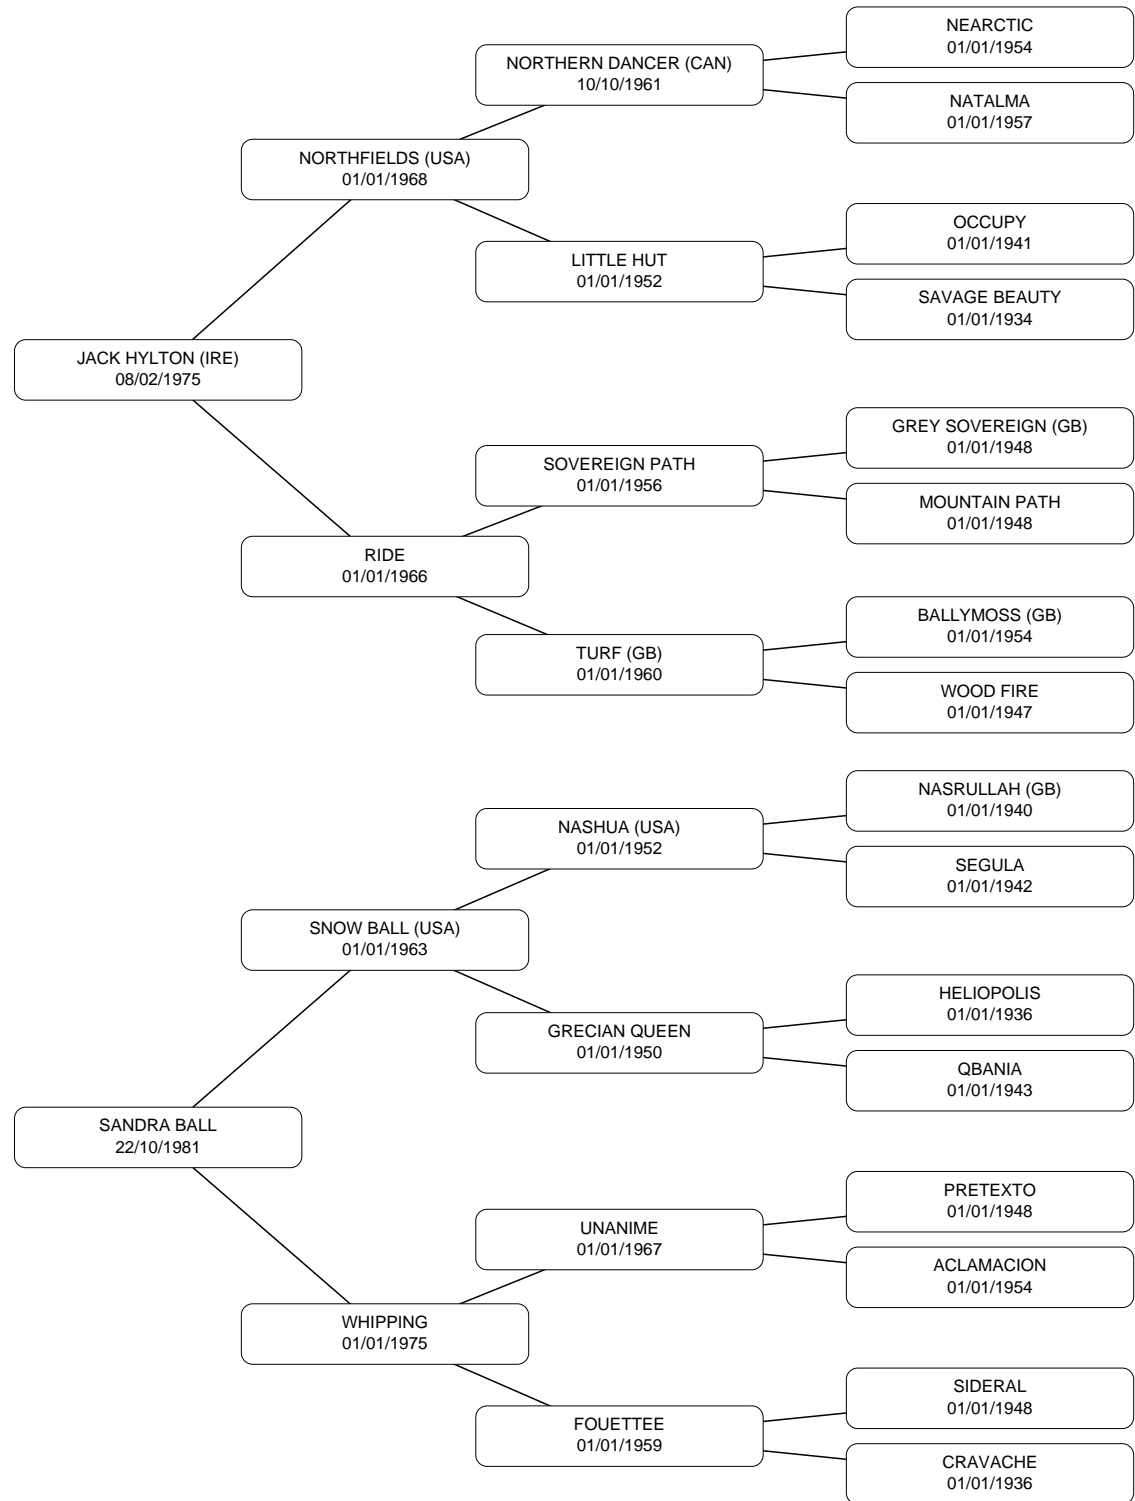 NEARCTIC
01/01/1954
NORTHERN DANCER (CAN)
10/10/1961
NATALMA
01/01/1957
NORTHFIELDS (USA)
01/01/1968
OCCUPY
01/01/1941
LITTLE HUT
01/01/1952
SAVAGE BEAUTY
01/01/1934
JACK HYLTON (IRE)
08/02/1975
GREY SOVEREIGN (GB)
01/01/1948
SOVEREIGN PATH
01/01/1956
MOUNTAIN PATH
01/01/1948
RIDE
01/01/1966
BALLYMOSS (GB)
01/01/1954
TURF (GB)
01/01/1960
WOOD FIRE
01/01/1947
NASRULLAH (GB)
01/01/1940
NASHUA (USA)
01/01/1952
SEGULA
01/01/1942
SNOW BALL (USA)
01/01/1963
HELIOPOLIS
01/01/1936
GRECIAN QUEEN
01/01/1950
QBANIA
01/01/1943
SANDRA BALL
22/10/1981
PRETEXTO
01/01/1948
UNANIME
01/01/1967
ACLAMACION
01/01/1954
WHIPPING
01/01/1975
SIDERAL
01/01/1948
FOUETTEE
01/01/1959
CRAVACHE
01/01/1936